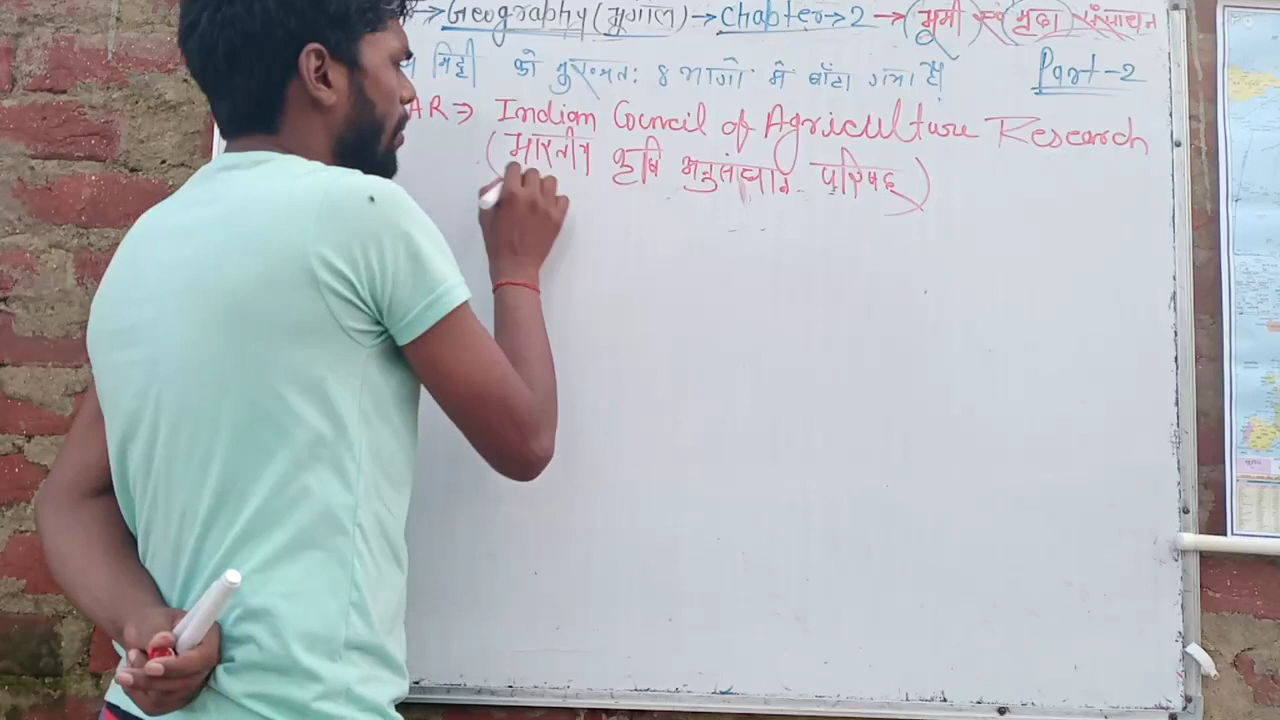 →Geography(भूगोल)→Chapter→2→(भूमी एवं मृदा संसाधन
मिट्टी को मुख्यतः 8 भागो मे बाँटा गया है Part-2
AR⇒ Indian Council of Agriculture Research
(भारतीय कृषि अनुसंधान परिषद)